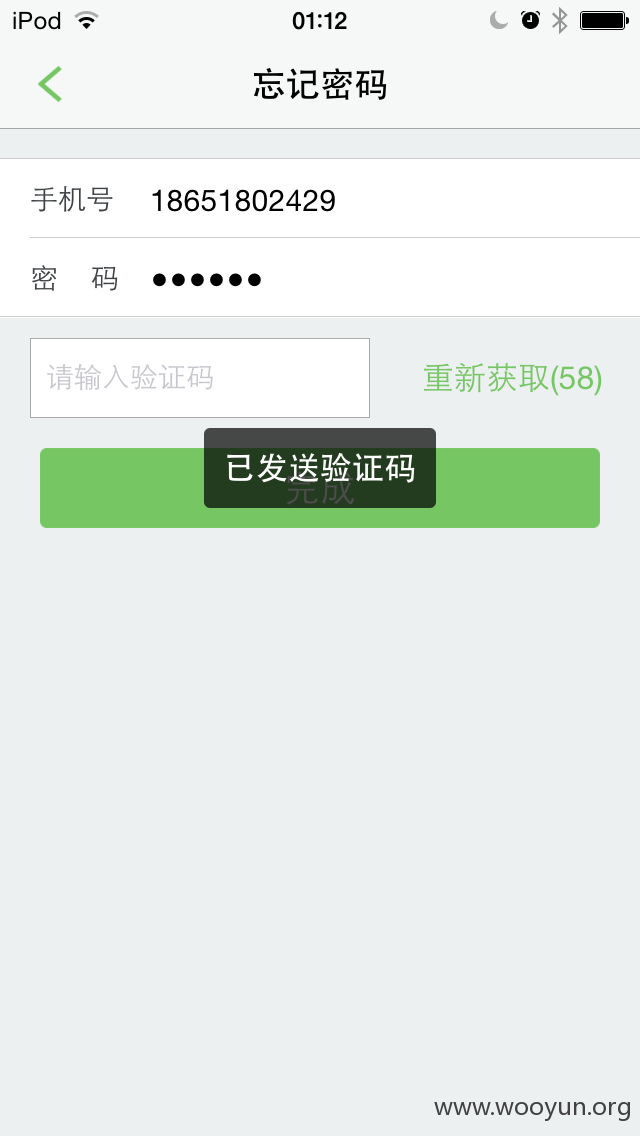 iPod 01:12
忘记密码
手机号 18651802429
密 码 ●●●●●●
请输入验证码 重新获取(58)
已发送验证码
完成
www.wooyun.org